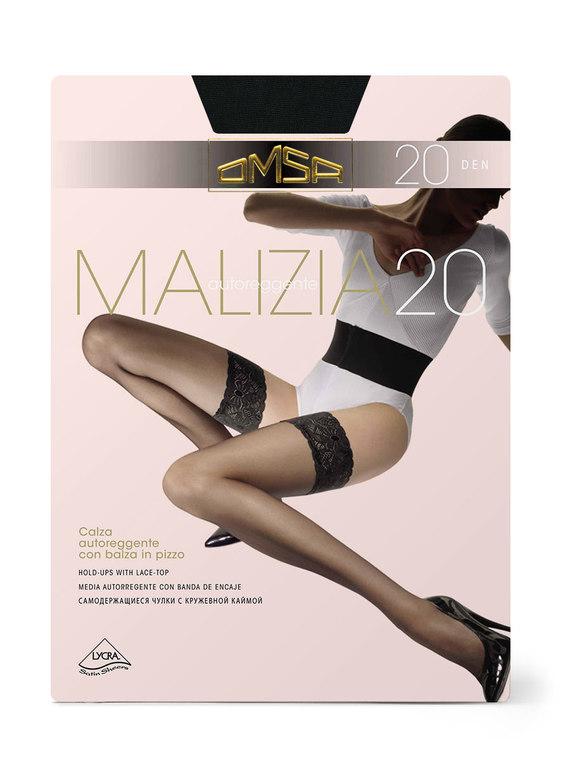 OMSA
20 DEN
MALIZIA 20
autoreggente
Calza
autoreggente
con balza in pizzo
HOLD-UPS WITH LACE-TOP
MEDIA AUTORREGENTE CON BANDA DE ENCAJE
САМОДЕРЖАЩИЕСЯ ЧУЛКИ С КРУЖЕВНОЙ КАЙМОЙ
LYCRA
Satin Sheers